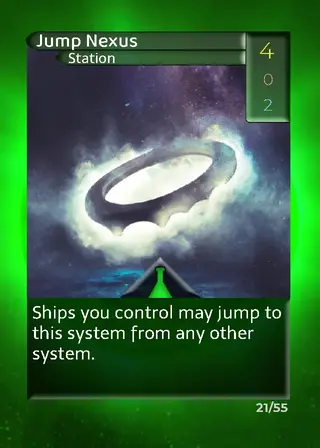 Jump Nexus
Station
4
0
2
Ships you control may jump to
this system from any other
system.
21/55